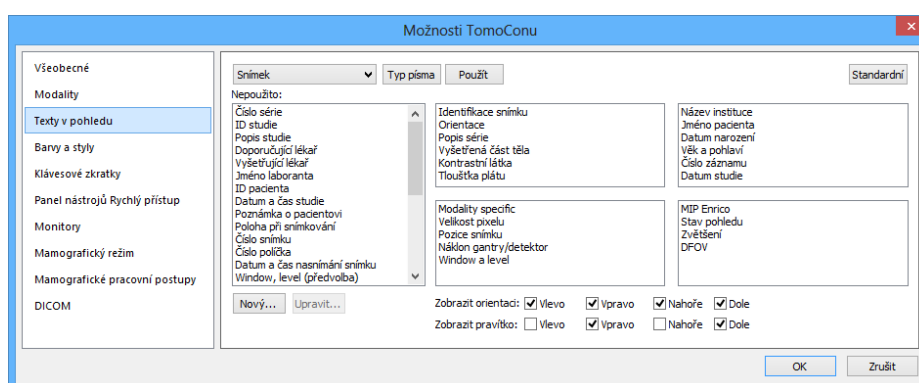 Možnosti TomoConu
Všeobecné
Modality
Texty v pohledu
Barvy a styly
Klávesové zkratky
Panel nástrojů Rychlý přístup
Monitory
Mamografický režim
Mamografické pracovní postupy
DICOM
Snímek
Typ písma
Použít
Standardní
Nepoužito:
Číslo série
ID studie
Popis studie
Doporučující lékař
Vyšetřující lékař
Jméno laboranta
ID pacienta
Datum a čas studie
Poznámka o pacientovi
Poloha při snímkování
Číslo snímku
Číslo políčka
Datum a čas nasnímání snímku
Window, level (předvolba)
Identifikace snímku
Orientace
Popis série
Vyšetřená část těla
Kontrastní látka
Tloušťka plátu
Název instituce
Jméno pacienta
Datum narození
Věk a pohlaví
Číslo záznamu
Datum studie
Modality specific
Velikost pixelu
Pozice snímku
Náklon gantry/detektor
Window a level
MIP Enrico
Stav pohledu
Zvětšení
DFOV
Nový...
Upravit...
Zobrazit orientaci: Vlevo Vpravo Nahoře Dole
Zobrazit pravítko: Vlevo Vpravo Nahoře Dole
OK
Zrušit